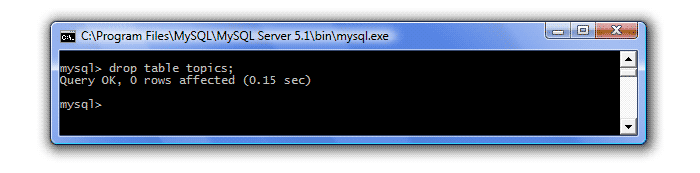 C:\Program Files\MySQL\MySQL Server 5.1\bin\mysql.exe
mysql> drop table topics;
Query OK, 0 rows affected (0.15 sec)
mysql>